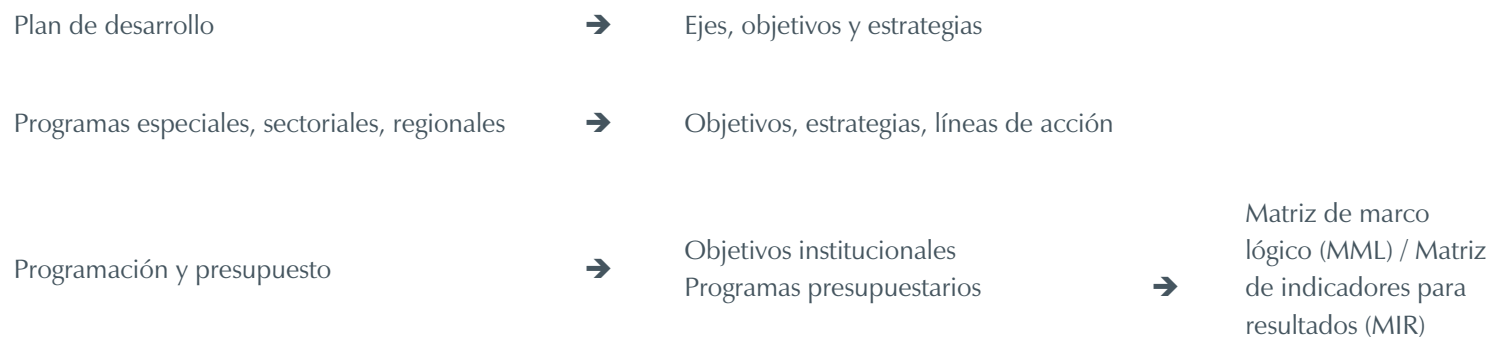 Plan de desarrollo ➔ Ejes, objetivos y estrategias
Programas especiales, sectoriales, regionales ➔ Objetivos, estrategias, líneas de acción
Programación y presupuesto ➔
Objetivos institucionales
Programas presupuestarios ➔
Matriz de marco
lógico (MML) / Matriz
de indicadores para
resultados (MIR)